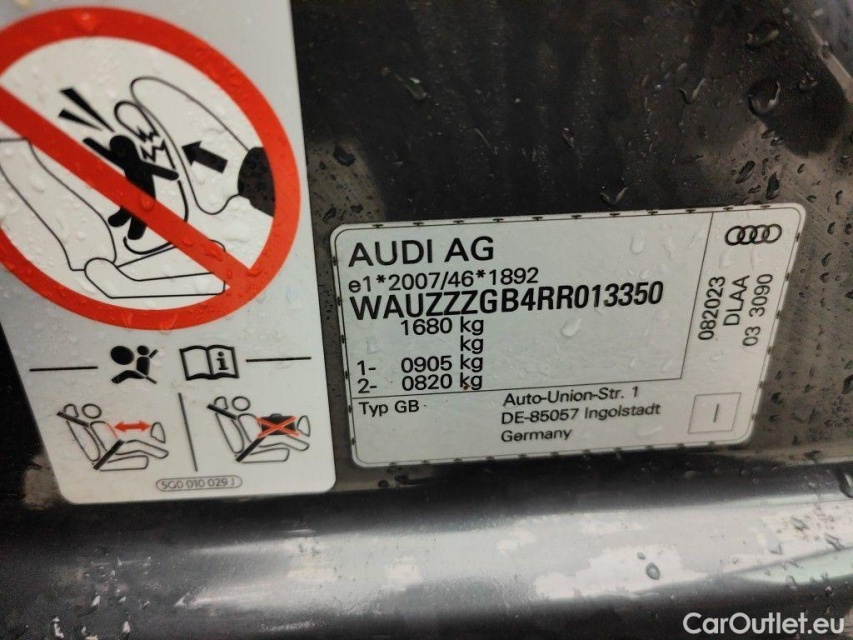 AUDI AG
e1*2007/46*1892
WAUZZZGB4RR013350
1680 kg
kg
1- 0905 kg
2- 0820 kg
Typ GB
Auto-Union-Str. 1
DE-85057 Ingolstadt
Germany
082023
DLAA
03 3090
I
i
5G0 010 029 J
CarOutlet.eu